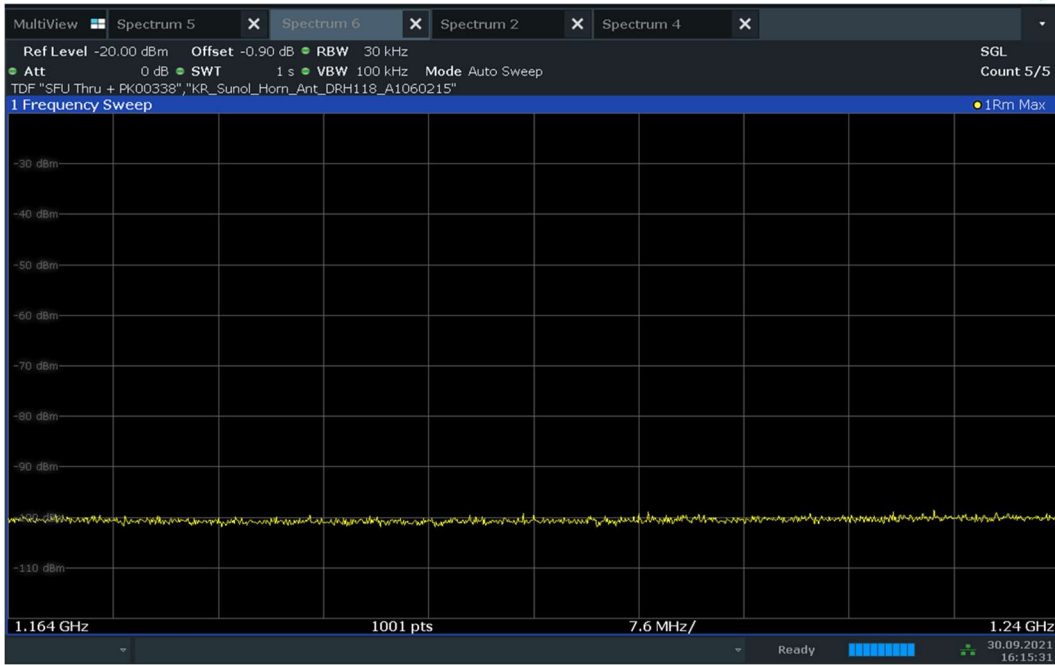 MultiView Spectrum 5 X Spectrum 6 X Spectrum 2 X Spectrum 4 X
Ref Level -20.00 dBm Offset -0.90 dB RBW 30 kHz SGL
Att 0 dB SWT 1 s VBW 100 kHz Mode Auto Sweep Count 5/5
TDF "SFU Thru + PK00338","KR_Sunol_Horn_Ant_DRH118_A1060215"
1 Frequency Sweep 1Rm Max
-30 dBm
-40 dBm
-50 dBm
-60 dBm
-70 dBm
-80 dBm
-90 dBm
-100 dBm
-110 dBm
1.164 GHz 1001 pts 7.6 MHz/ 1.24 GHz
Ready 30.09.2021
16:15:31